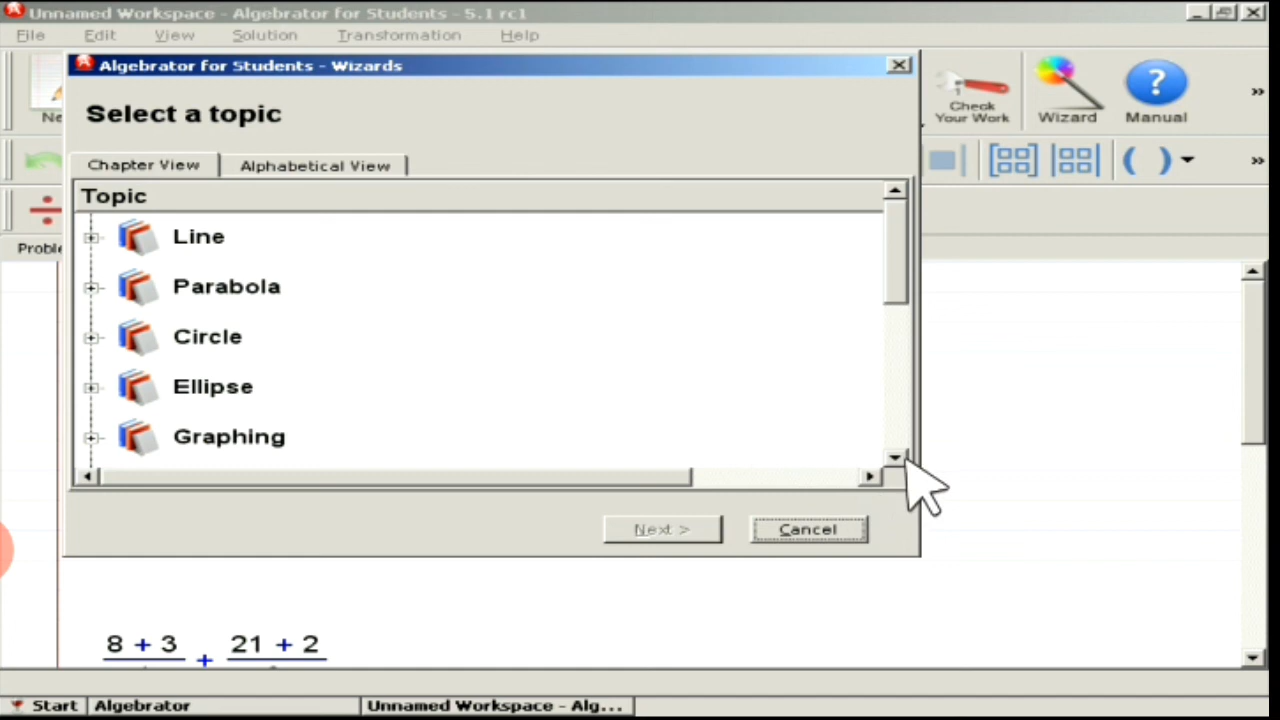 Unnamed Workspace - Algebrator for Students - 5.1 rc1
File Edit View Solution Transformation Help
Algebrator for Students - Wizards
Select a topic
Check
Your Work
Wizard
Manual
Chapter View
Alphabetical View
Topic
Line
Parabola
Circle
Ellipse
Graphing
Next >
Cancel
8 + 3 + 21 + 2
Start
Algebrator
Unnamed Workspace - Alg...